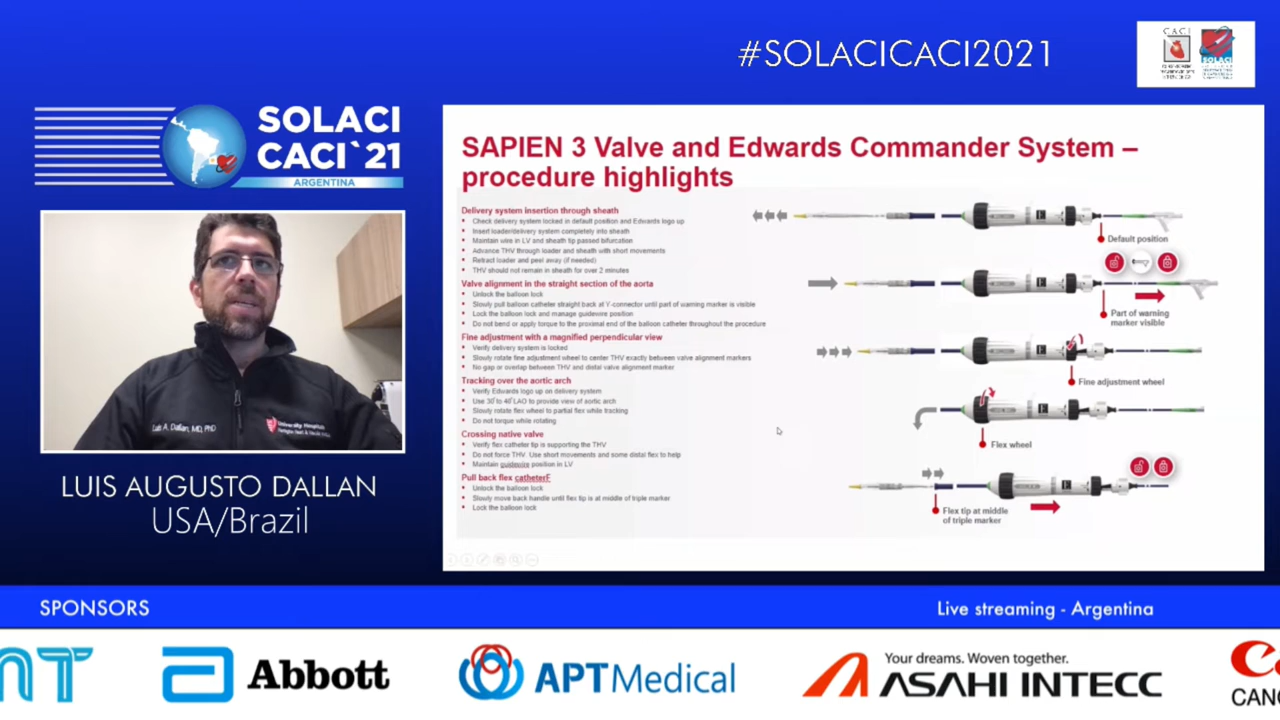 #SOLACICACI2021
SOLACI
CACI`21
ARGENTINA
SAPIEN 3 Valve and Edwards Commander System –
procedure highlights
Delivery system insertion through sheath
Check delivery system locked in default position and Edwards logo up
Insert loader/delivery system completely into sheath
Maintain wire in LV and sheath tip passed bifurcation
Advance THV through loader and sheath with short movements
Retract loader and peel away (if needed)
THV should not remain in sheath for over 2 minutes
Valve alignment in the straight section of the aorta
Unlock the balloon lock
Slowly pull balloon catheter straight back at Y-connector until part of warning marker is visible
Lock the balloon lock and manage guidewire position
Do not bend or apply torque to the proximal end of the balloon catheter throughout the procedure
Fine adjustment with a magnified perpendicular view
Verify delivery system is locked
Slowly rotate fine adjustment wheel to center THV exactly between valve alignment markers
No gap or overlap between THV and distal valve alignment marker
Tracking over the aortic arch
Verify Edwards logo up on delivery system
Use 30˚to 40˚LAO to provide view of aortic arch
Slowly rotate flex wheel to partial flex while tracking
Do not torque while rotating
Crossing native valve
Verify flex catheter tip is supporting the THV
Do not force THV. Use short movements and some distal flex to help
Maintain guidewire position in LV
Pull back flex catheterF
Unlock the balloon lock
Slowly move back handle until flex tip is at middle of triple marker
Lock the balloon lock
Default position
Part of warning
marker visible
Fine adjustment wheel
Flex wheel
Flex tip at middle
of triple marker
Luis A. Dallan, MD, PhD
University Hospitals
LUIS AUGUSTO DALLAN
USA/Brazil
SPONSORS
Live streaming - Argentina
NT
Abbott
APTMedical
Your dreams. Woven together.
ASAHI INTECC
CANO